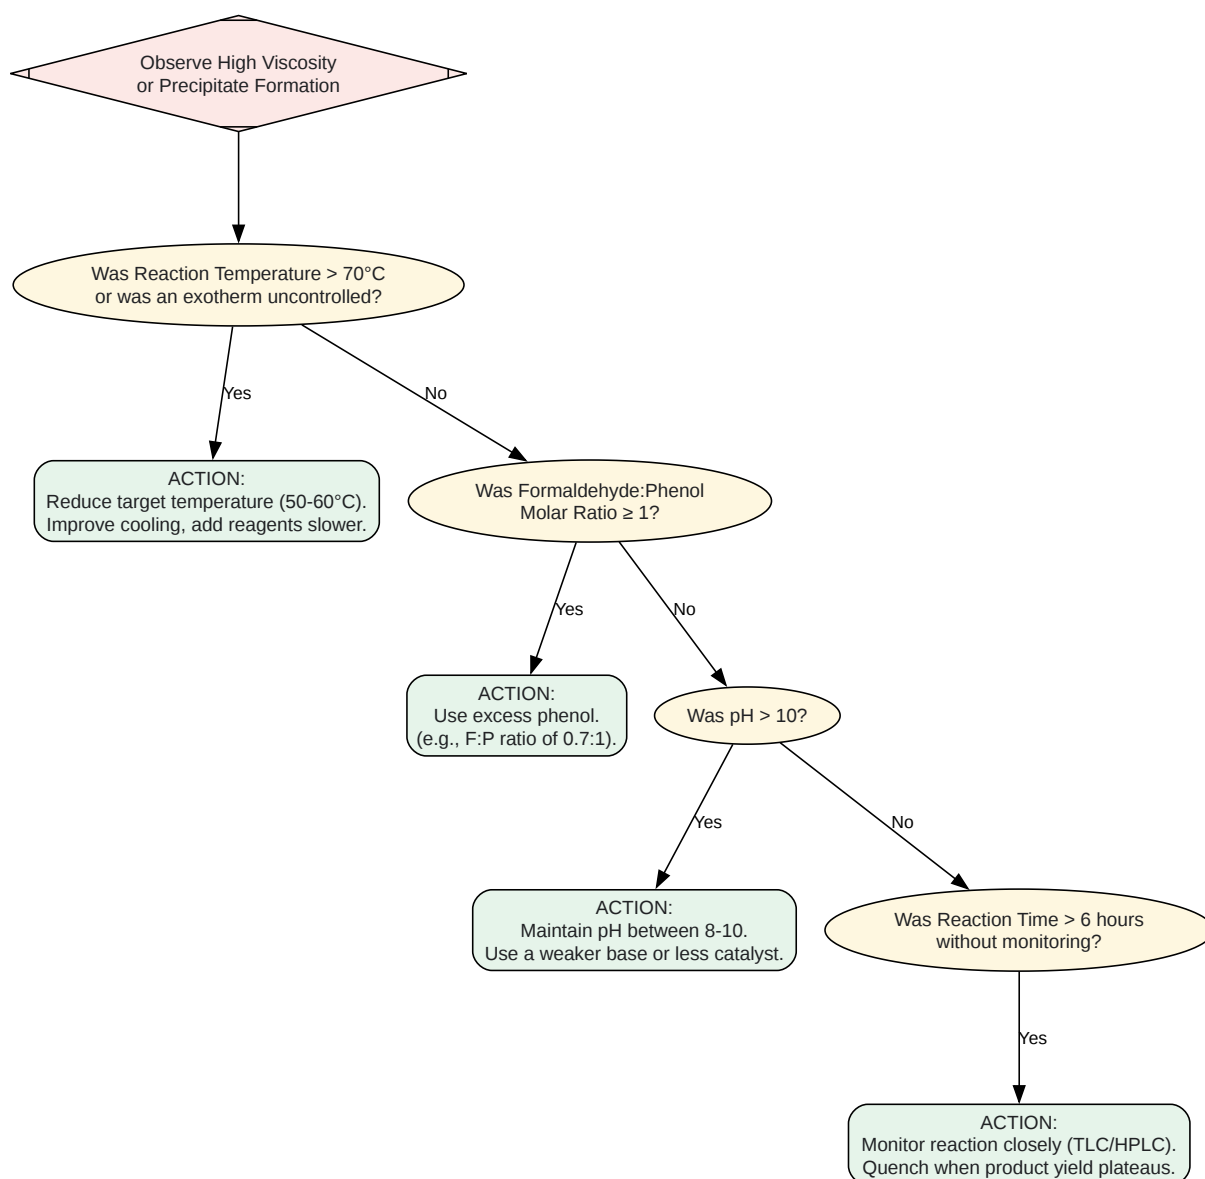 Observe High Viscosity
or Precipitate Formation
Was Reaction Temperature > 70°C
or was an exotherm uncontrolled?
Yes
No
ACTION:
Reduce target temperature (50-60°C).
Improve cooling, add reagents slower.
Was Formaldehyde:Phenol
Molar Ratio ≥ 1?
Yes
No
ACTION:
Use excess phenol.
(e.g., F:P ratio of 0.7:1).
Was pH > 10?
Yes
No
ACTION:
Maintain pH between 8-10.
Use a weaker base or less catalyst.
Was Reaction Time > 6 hours
without monitoring?
Yes
ACTION:
Monitor reaction closely (TLC/HPLC).
Quench when product yield plateaus.